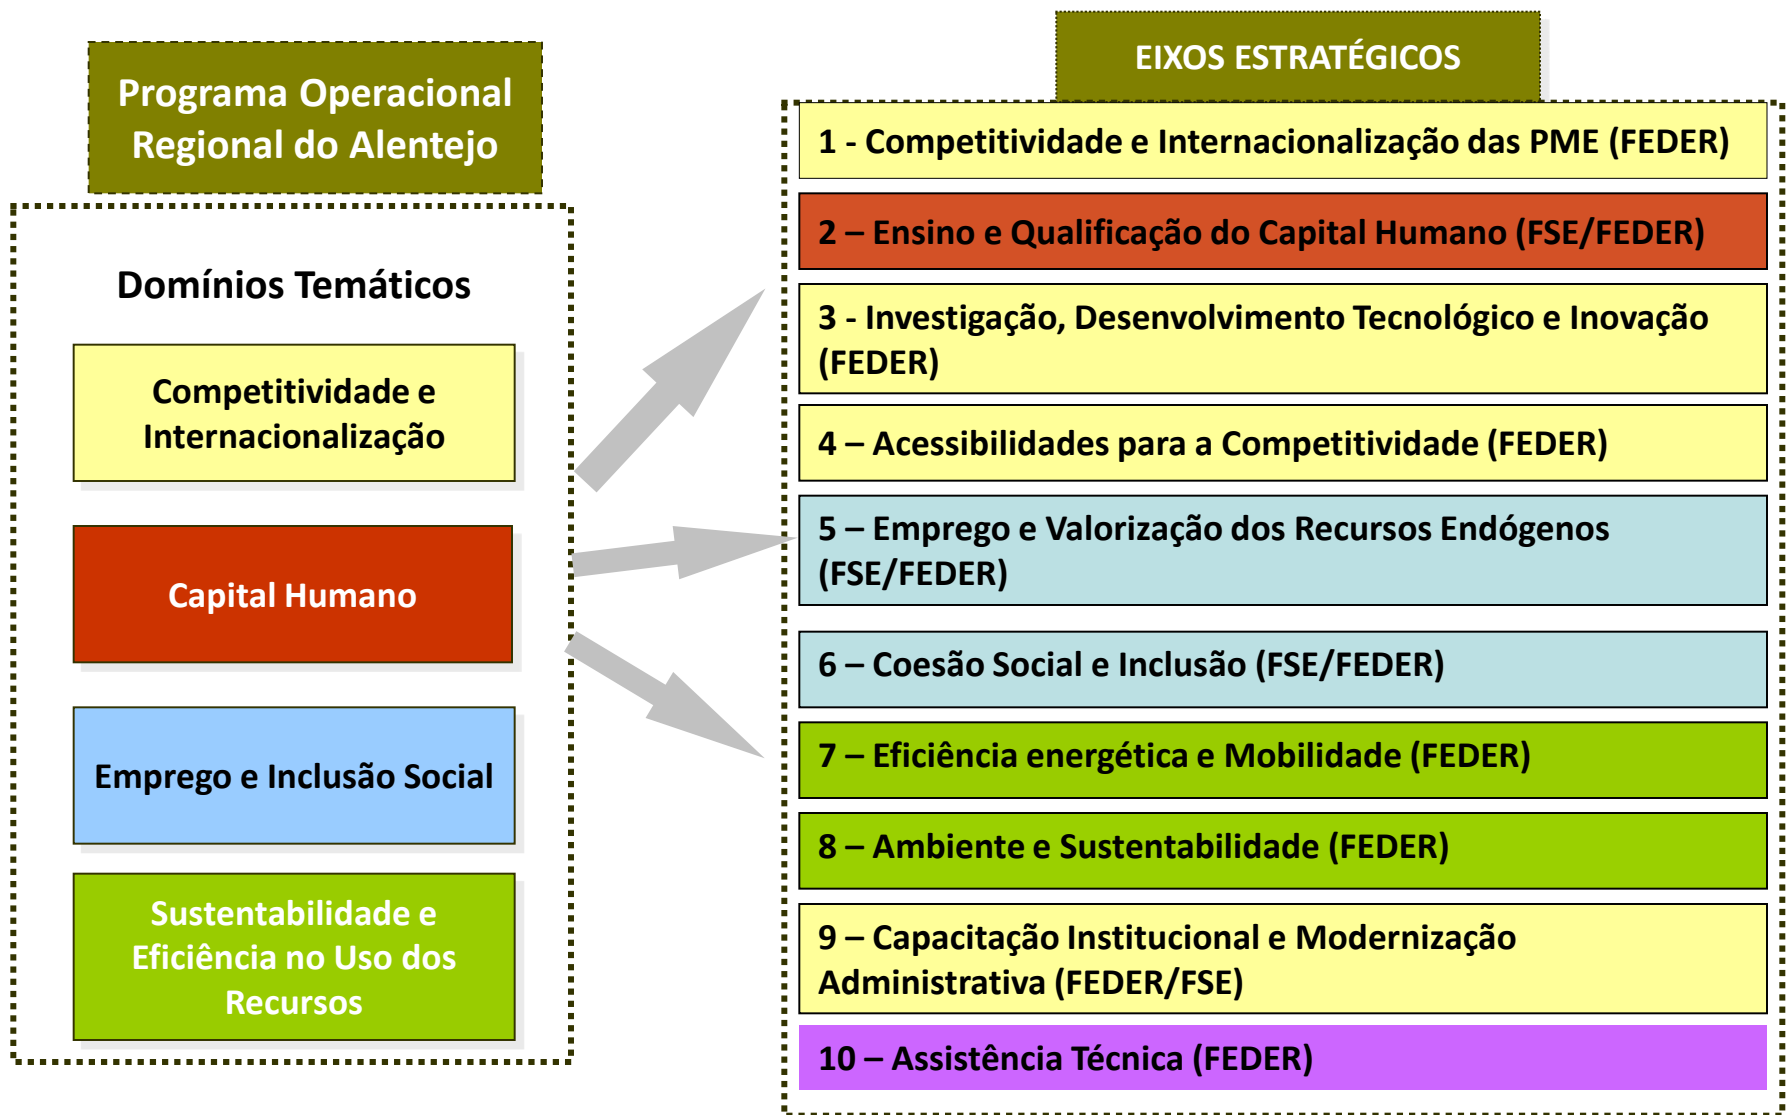 Programa Operacional
Regional do Alentejo
Domínios Temáticos
Competitividade e
Internacionalização
Capital Humano
Emprego e Inclusão Social
Sustentabilidade e
Eficiência no Uso dos
Recursos
EIXOS ESTRATÉGICOS
1 - Competitividade e Internacionalização das PME (FEDER)
2 – Ensino e Qualificação do Capital Humano (FSE/FEDER)
3 - Investigação, Desenvolvimento Tecnológico e Inovação
(FEDER)
4 – Acessibilidades para a Competitividade (FEDER)
5 – Emprego e Valorização dos Recursos Endógenos
(FSE/FEDER)
6 – Coesão Social e Inclusão (FSE/FEDER)
7 – Eficiência energética e Mobilidade (FEDER)
8 – Ambiente e Sustentabilidade (FEDER)
9 – Capacitação Institucional e Modernização
Administrativa (FEDER/FSE)
10 – Assistência Técnica (FEDER)